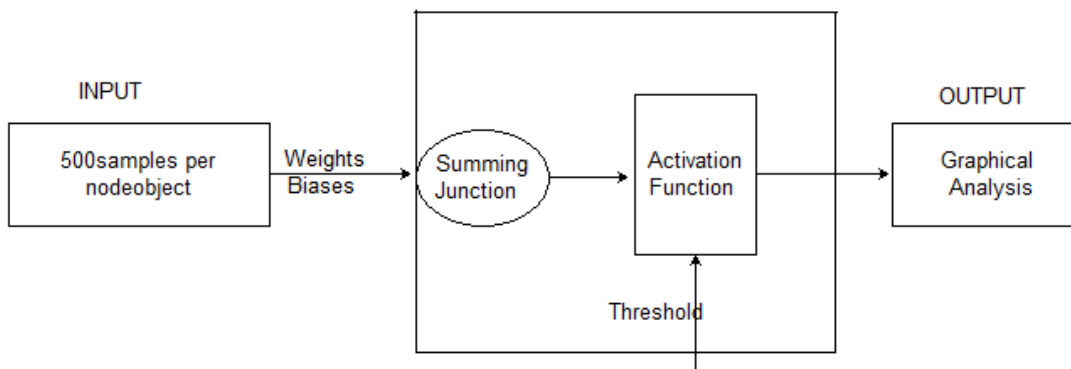 INPUT
500samples per
nodeobject
Weights
Biases
Summing
Junction
Activation
Function
Threshold
OUTPUT
Graphical
Analysis